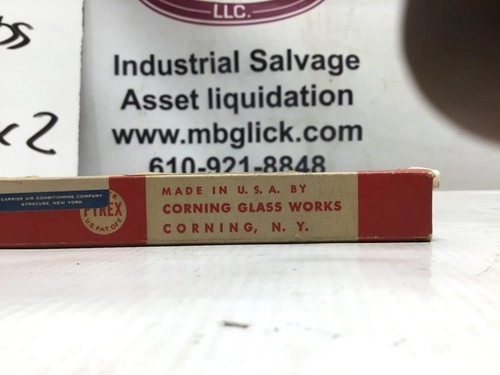 LLC.
Industrial Salvage
Asset liquidation
www.mbglick.com
610-921-8848
x 2
CARRIER AIR CONDITIONING COMPANY
SYRACUSE, NEW YORK
PYREX
U.S. PAT. OFF.
MADE IN U.S.A. BY
CORNING GLASS WORKS
CORNING, N. Y.